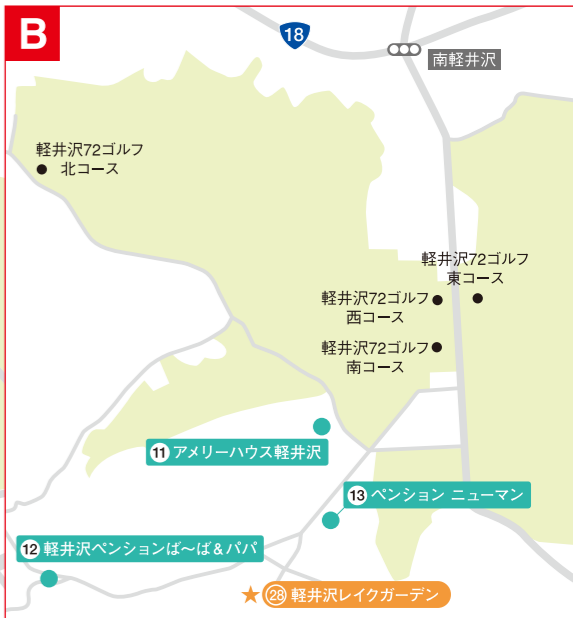 B
18
南軽井沢
軽井沢72ゴルフ
北コース
軽井沢72ゴルフ
東コース
軽井沢72ゴルフ
西コース
軽井沢72ゴルフ
南コース
11 アメリーハウス軽井沢
13 ペンション ニューマン
12 軽井沢ペンションば〜ば&パパ
★28 軽井沢レイクガーデン